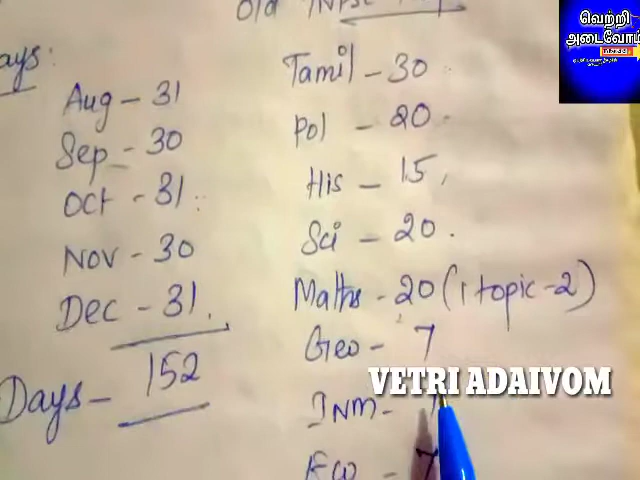 Old TNPSC
வெற்றி
அடைவோம்
Days:
Aug - 31
Sep - 30
Oct - 31
Nov - 30
Dec - 31
Days - 152
Tamil - 30
Pol - 20
His - 15
Sci - 20
Maths - 20 (1 topic - 2)
Geo - 7
VETRI ADAIVOM
INM -
- 7